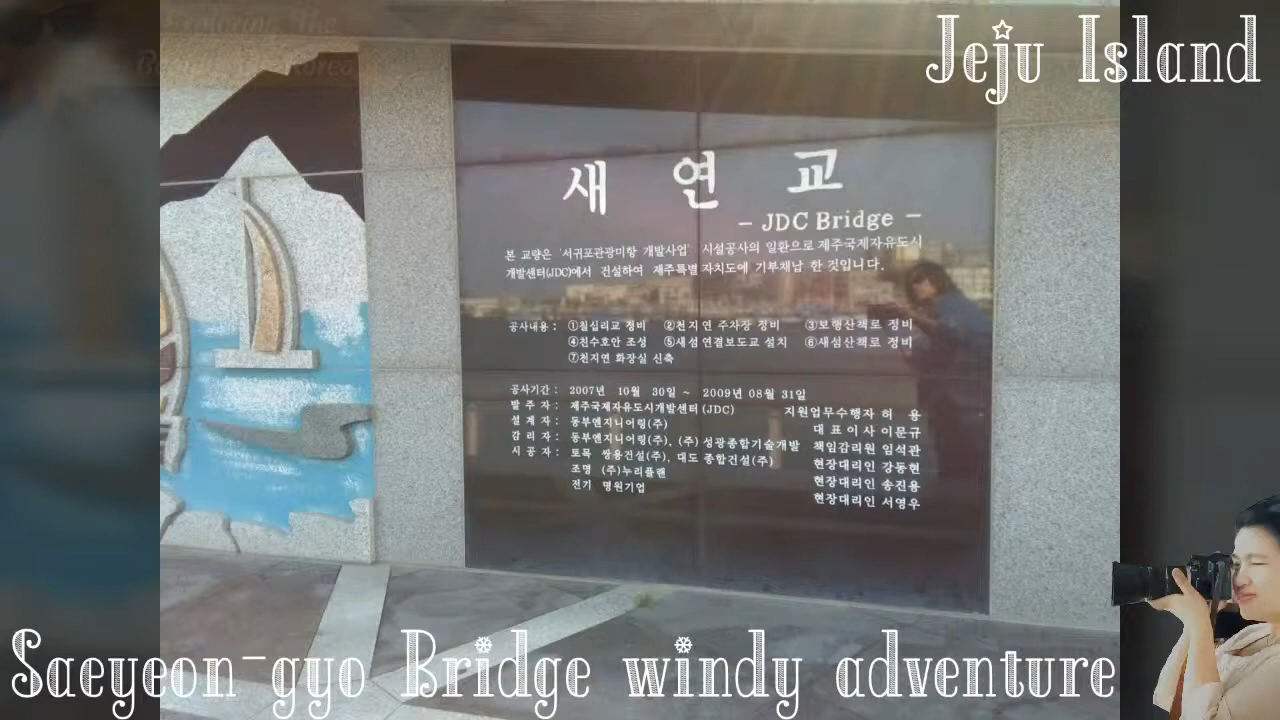 Exploring The
Jeju Island
새 연 교
- JDC Bridge -
본 교량은 '서귀포관광미항 개발사업' 시설공사의 일환으로 제주국제자유도시
개발센터(JDC)에서 건설하여 제주특별자치도에 기부채납 한 것입니다.
공사내용 : ①칠십리교 정비 ②천지연 주차장 정비 ③보행산책로 정비
④친수호안 조성 ⑤새섬연결보도교 설치 ⑥새섬산책로 정비
⑦천지연 화장실 신축
공사기간 : 2007년 10월 30일 ~ 2009년 08월 31일
발 주 자 : 제주국제자유도시개발센터 (JDC) 지원업무수행자 허 용
설 계 자 : 동부엔지니어링(주) 대 표 이 사 이문규
감 리 자 : 동부엔지니어링(주), (주) 성광종합기술개발 책임감리원 임석관
시 공 자 : 토목 쌍용건설(주), 대도 종합건설(주) 현장대리인 강동현
조명 (주)누리플랜 현장대리인 송진용
전기 명원기업 현장대리인 서영우
Saeyeon-gyo Bridge windy adventure